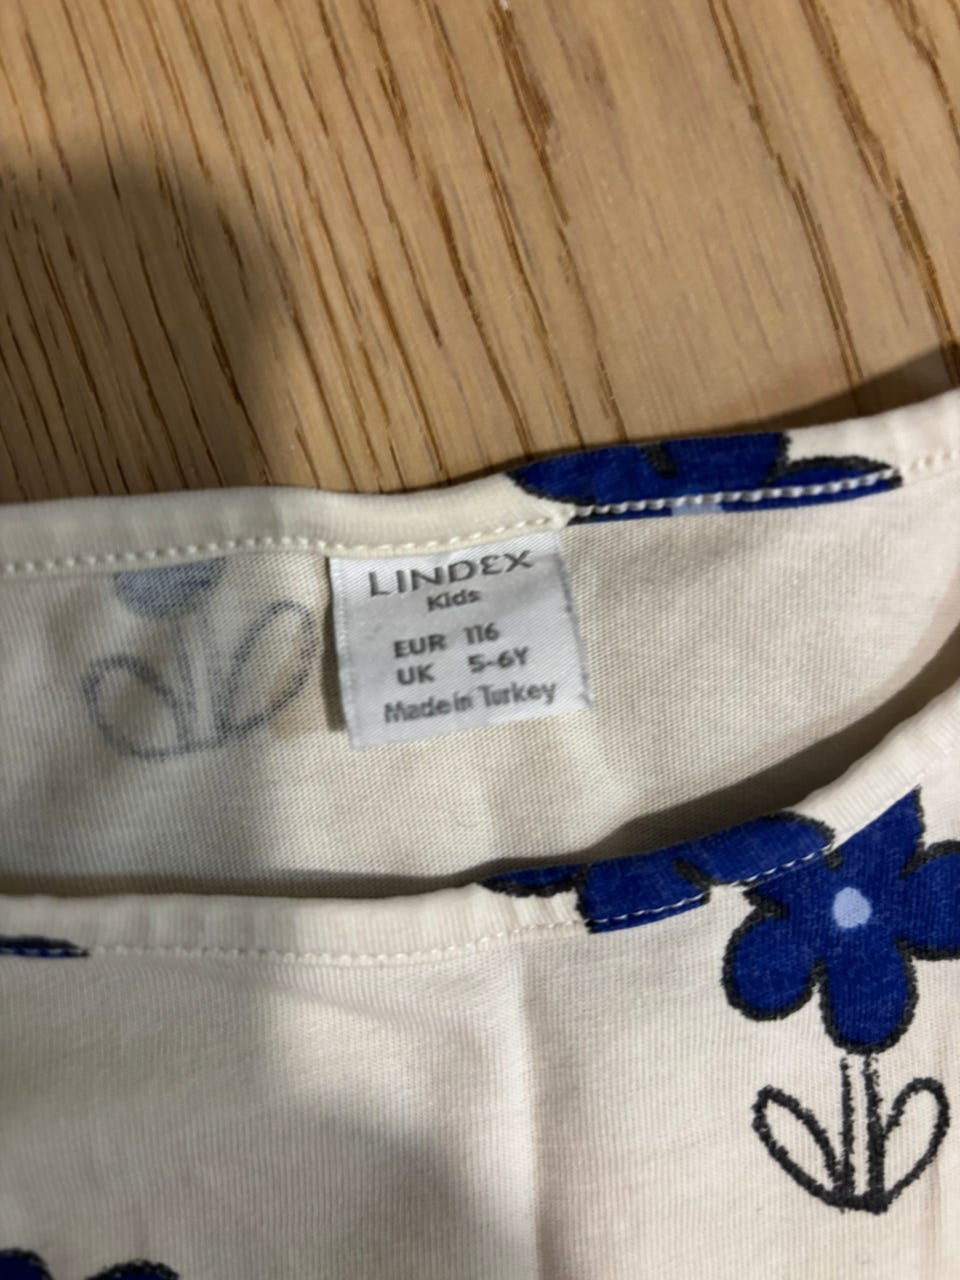 LINDEX
Kids
EUR 116
UK 5-6Y
Made in Turkey